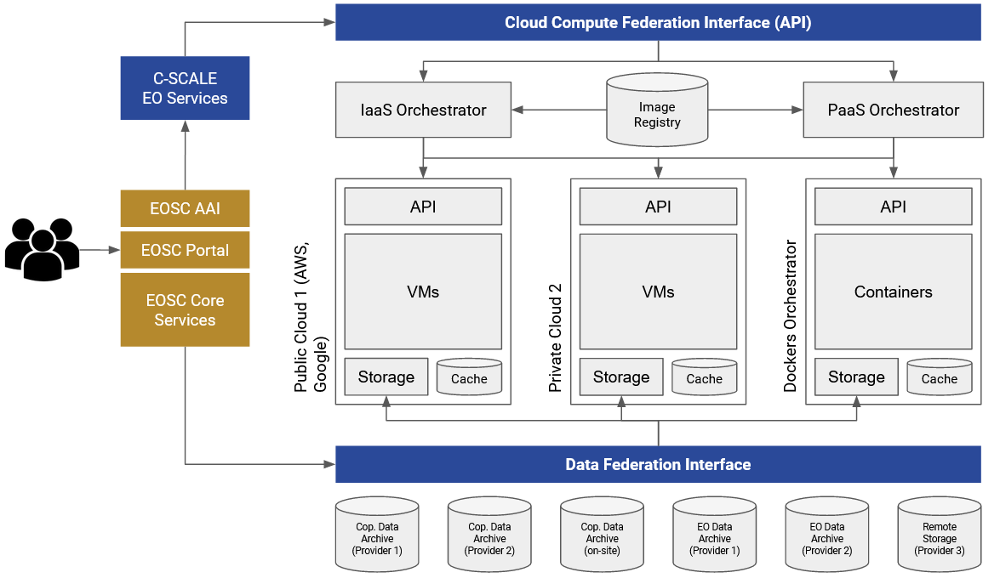 Cloud Compute Federation Interface (API)
C-SCALE
EO Services
IaaS Orchestrator
Image
Registry
PaaS Orchestrator
EOSC AAI
EOSC Portal
EOSC Core
Services
Public Cloud 1 (AWS,
Google)
API
VMs
Storage
Cache
Private Cloud 2
API
VMs
Storage
Cache
Dockers Orchestrator
API
Containers
Storage
Cache
Data Federation Interface
Cop. Data
Archive
(Provider 1)
Cop. Data
Archive
(Provider 2)
Cop. Data
Archive
(on-site)
EO Data
Archive
(Provider 1)
EO Data
Archive
(Provider 2)
Remote
Storage
(Provider 3)